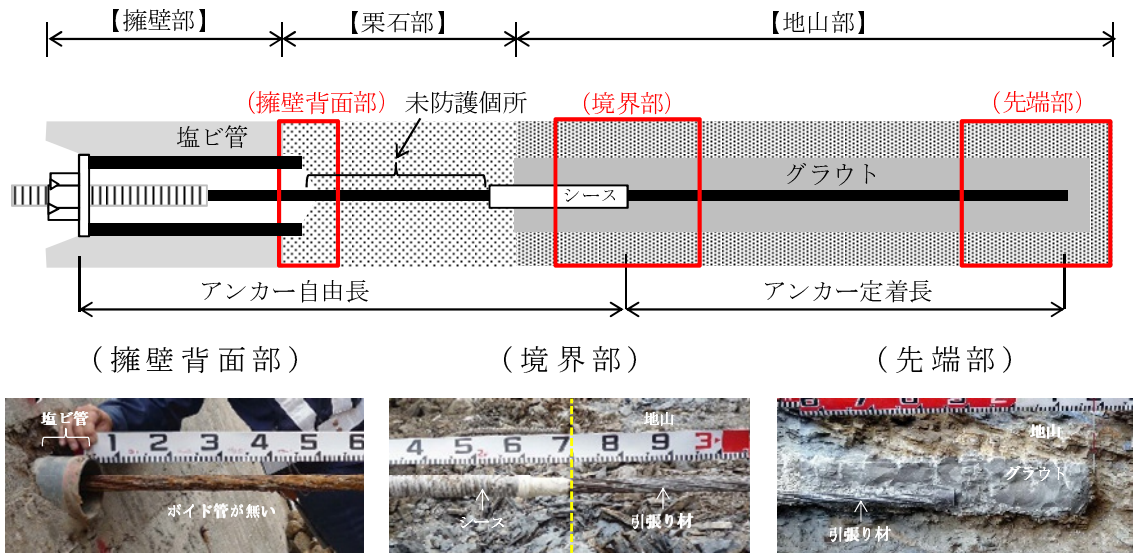 【擁壁部】
【栗石部】
【地山部】
(擁壁背面部)
未防護個所
(境界部)
(先端部)
塩ビ管
グラウト
シース
アンカー自由長
アンカー定着長
(擁壁背面部)
(境界部)
(先端部)
塩ビ管
1 2 3 4 5 6
ボイド管が無い
地山
4 5 6 7 8 9 3
シース
引張り材
6 7 8 9
地山
グラウト
引張り材